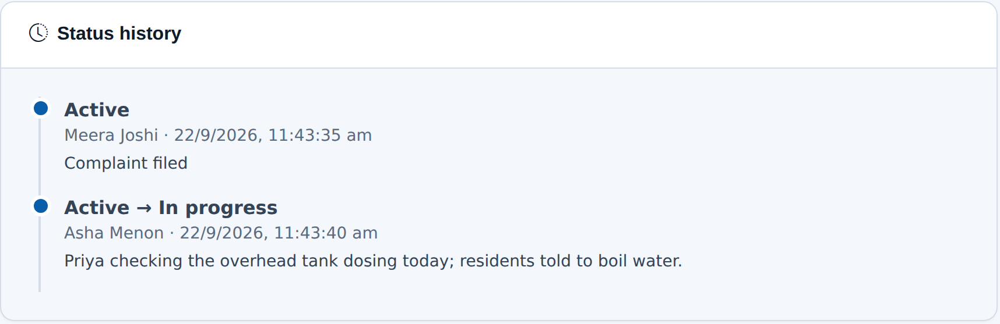 Status history
Active
Meera Joshi · 22/9/2026, 11:43:35 am
Complaint filed
Active → In progress
Asha Menon · 22/9/2026, 11:43:40 am
Priya checking the overhead tank dosing today; residents told to boil water.